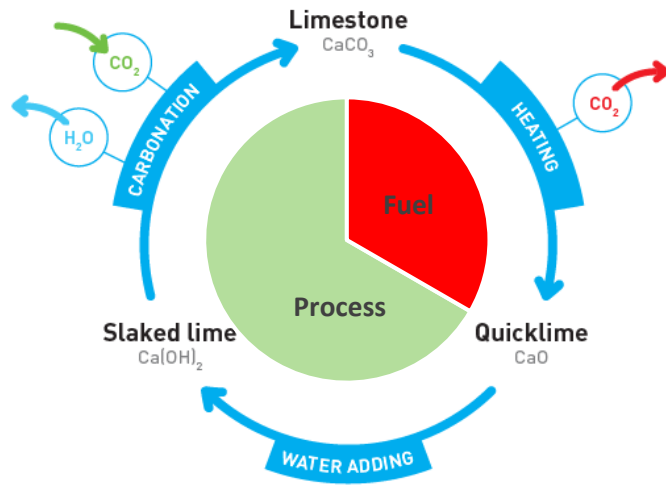 Limestone
CaCO₃
CO₂
H₂O
CARBONATION
HEATING
CO₂
Fuel
Process
Slaked lime
Ca(OH)₂
Quicklime
CaO
WATER ADDING